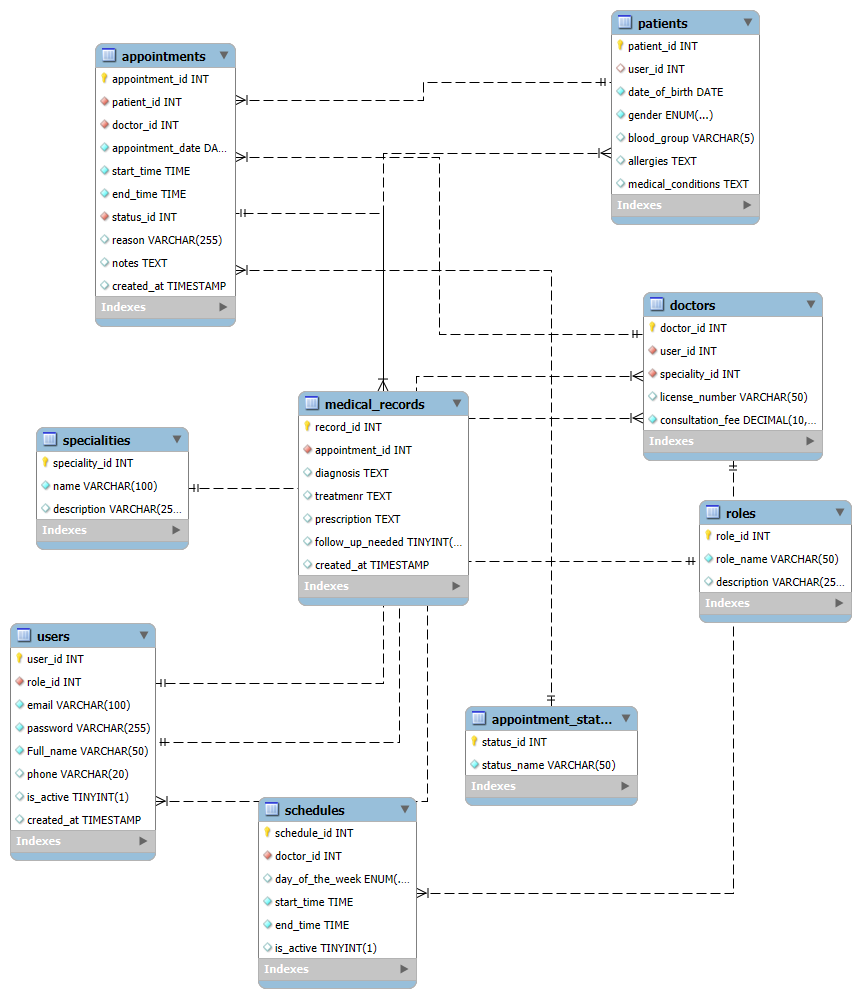 appointments
appointment_id INT
patient_id INT
doctor_id INT
appointment_date DA...
start_time TIME
end_time TIME
status_id INT
reason VARCHAR(255)
notes TEXT
created_at TIMESTAMP
Indexes
patients
patient_id INT
user_id INT
date_of_birth DATE
gender ENUM(...)
blood_group VARCHAR(5)
allergies TEXT
medical_conditions TEXT
Indexes
doctors
doctor_id INT
user_id INT
speciality_id INT
license_number VARCHAR(50)
consultation_fee DECIMAL(10,...
Indexes
medical_records
record_id INT
appointment_id INT
diagnosis TEXT
treatmenr TEXT
prescription TEXT
follow_up_needed TINYINT(...
created_at TIMESTAMP
Indexes
specialities
speciality_id INT
name VARCHAR(100)
description VARCHAR(25...
Indexes
roles
role_id INT
role_name VARCHAR(50)
description VARCHAR(25...
Indexes
users
user_id INT
role_id INT
email VARCHAR(100)
password VARCHAR(255)
Full_name VARCHAR(50)
phone VARCHAR(20)
is_active TINYINT(1)
created_at TIMESTAMP
Indexes
appointment_stat...
status_id INT
status_name VARCHAR(50)
Indexes
schedules
schedule_id INT
doctor_id INT
day_of_the_week ENUM(...
start_time TIME
end_time TIME
is_active TINYINT(1)
Indexes